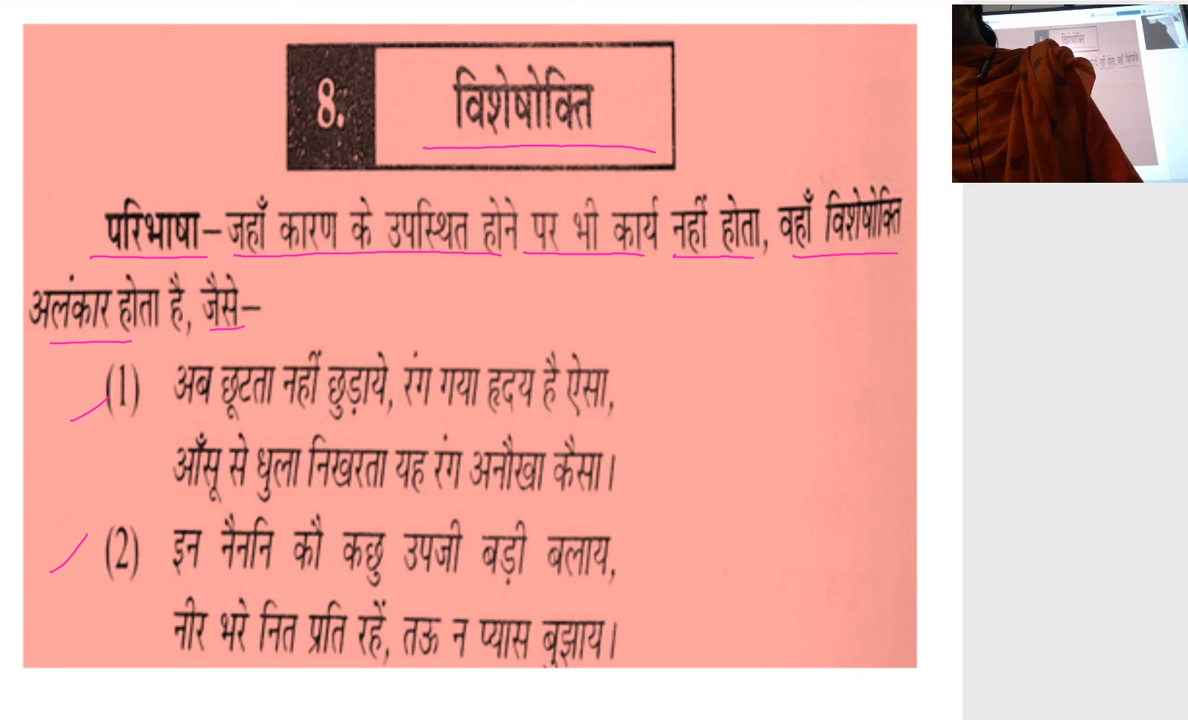 8. विशेषोक्ति
परिभाषा–जहाँ कारण के उपस्थित होने पर भी कार्य नहीं होता, वहाँ विशेषोक्ति
अलंकार होता है, जैसे–
(1) अब छूटता नहीं छुड़ाये, रंग गया हृदय है ऐसा,
आँसू से धुला निखरता यह रंग अनौखा कैसा।
(2) इन नैननि कौ कछु उपजी बड़ी बलाय,
नीर भरे नित प्रति रहें, तऊ न प्यास बुझाय।
विशेषोक्ति